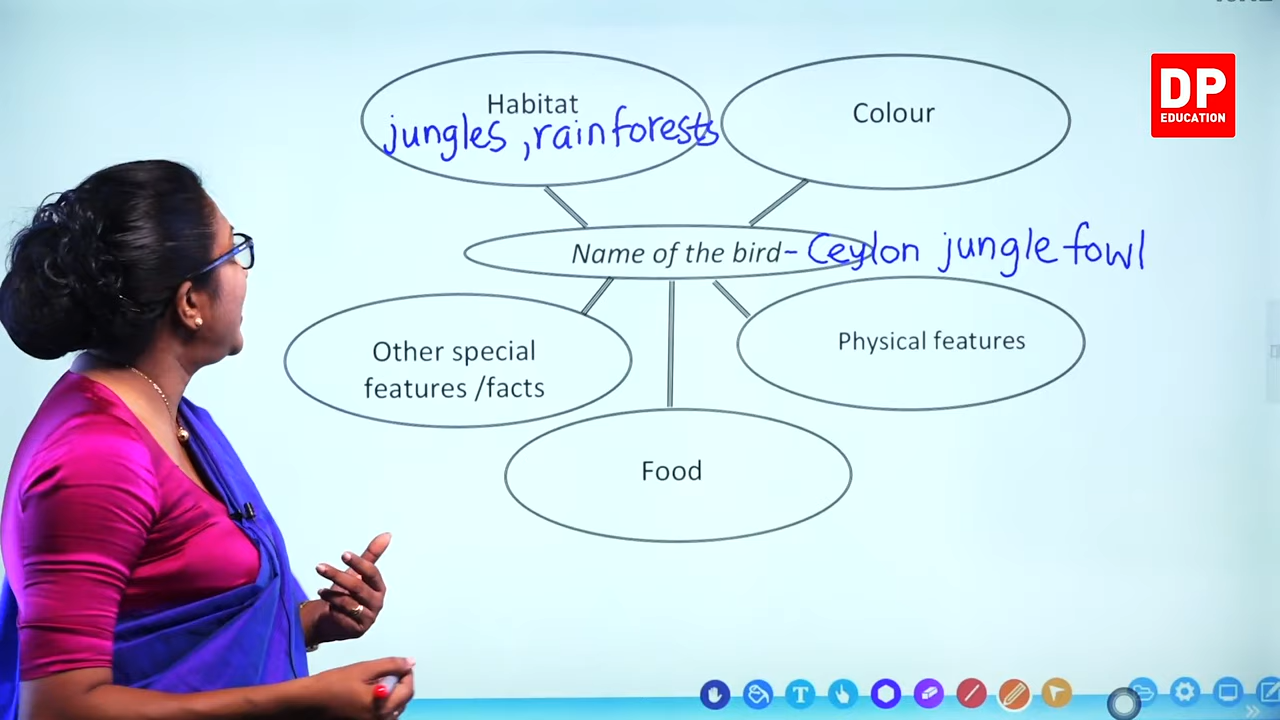 DP
EDUCATION
Habitat
jungles, rainforests
Colour
Name of the bird - Ceylon jungle fowl
Other special
features /facts
Physical features
Food